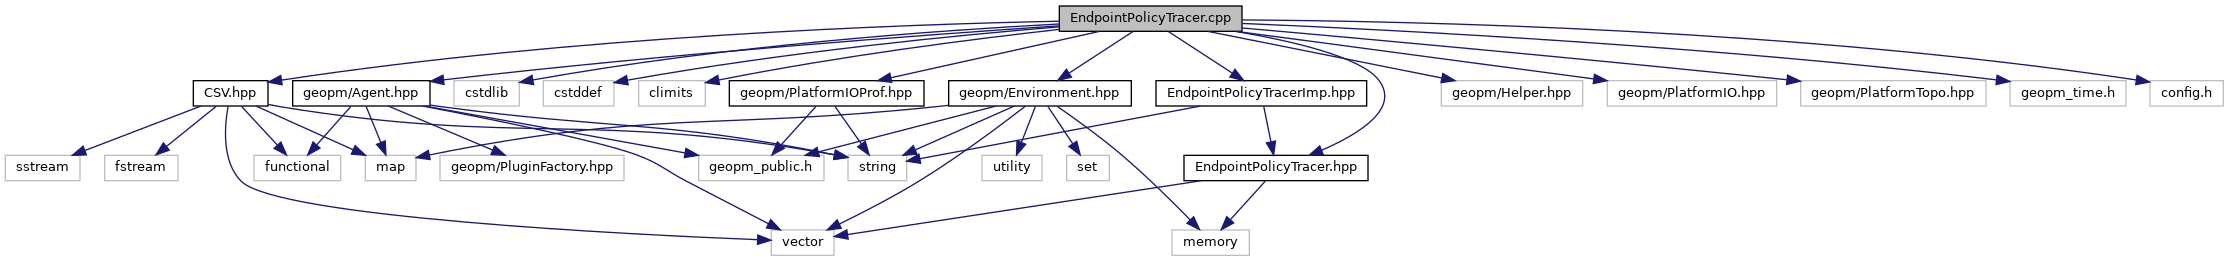 EndpointPolicyTracer.cpp
CSV.hpp
geopm/Agent.hpp
cstdlib
cstddef
climits
geopm/PlatformIOProf.hpp
geopm/Environment.hpp
EndpointPolicyTracerImp.hpp
geopm/Helper.hpp
geopm/PlatformIO.hpp
geopm/PlatformTopo.hpp
geopm_time.h
config.h
sstream
fstream
functional
map
geopm/PluginFactory.hpp
geopm_public.h
string
utility
set
EndpointPolicyTracer.hpp
vector
memory